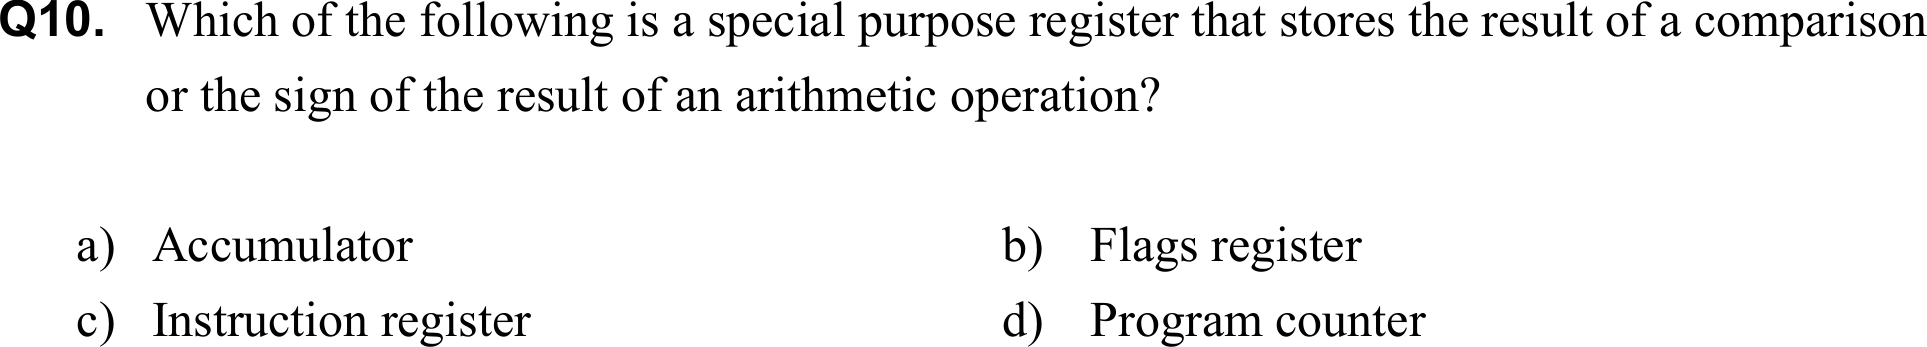 Q10. Which of the following is a special purpose register that stores the result of a comparison
or the sign of the result of an arithmetic operation?
a) Accumulator b) Flags register
c) Instruction register d) Program counter